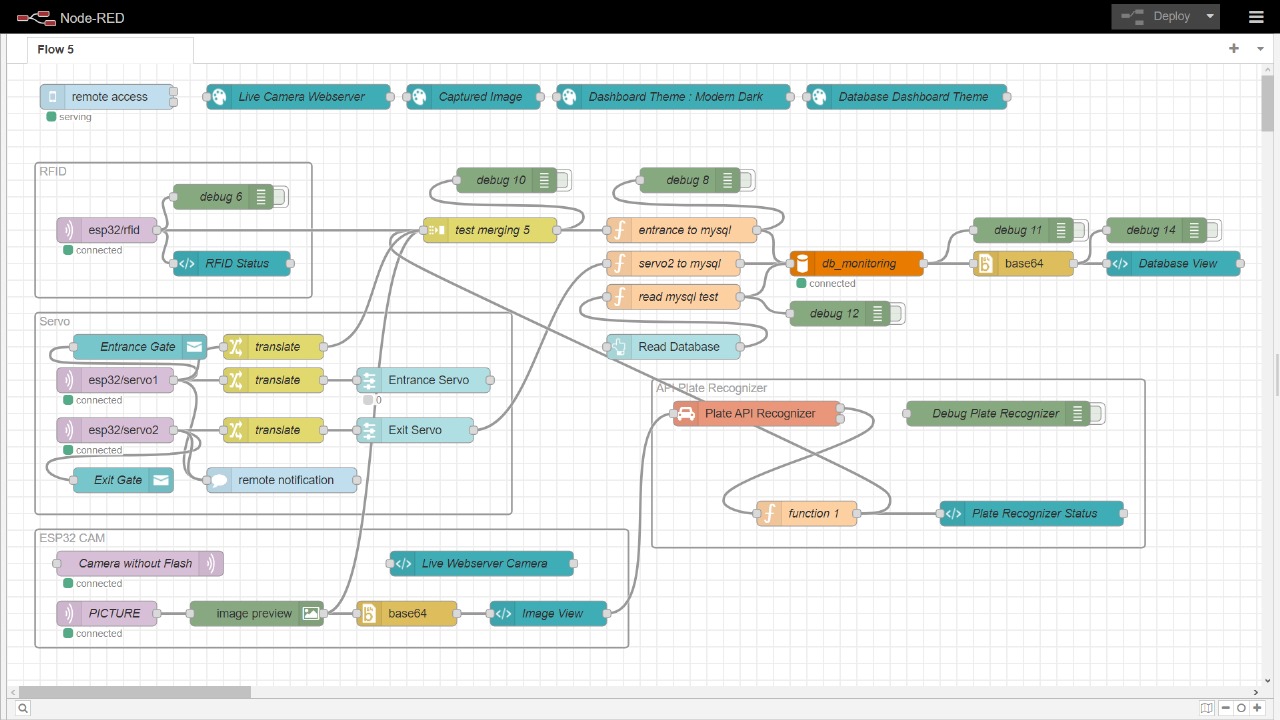 Node-RED
Deploy
Flow 5
remote access
Live Camera Webserver
Captured Image
Dashboard Theme : Modern Dark
Database Dashboard Theme
serving
RFID
debug 6
esp32/rfid
connected
RFID Status
debug 10
debug 8
test merging 5
entrance to mysql
debug 11
debug 14
servo2 to mysql
db_monitoring
base64
Database View
connected
read mysql test
debug 12
Read Database
Servo
Entrance Gate
translate
esp32/servo1
translate
Entrance Servo
connected
0
esp32/servo2
translate
Exit Servo
connected
Exit Gate
remote notification
API Plate Recognizer
Plate API Recognizer
Debug Plate Recognizer
function 1
Plate Recognizer Status
ESP32 CAM
Camera without Flash
Live Webserver Camera
connected
PICTURE
image preview
base64
Image View
connected